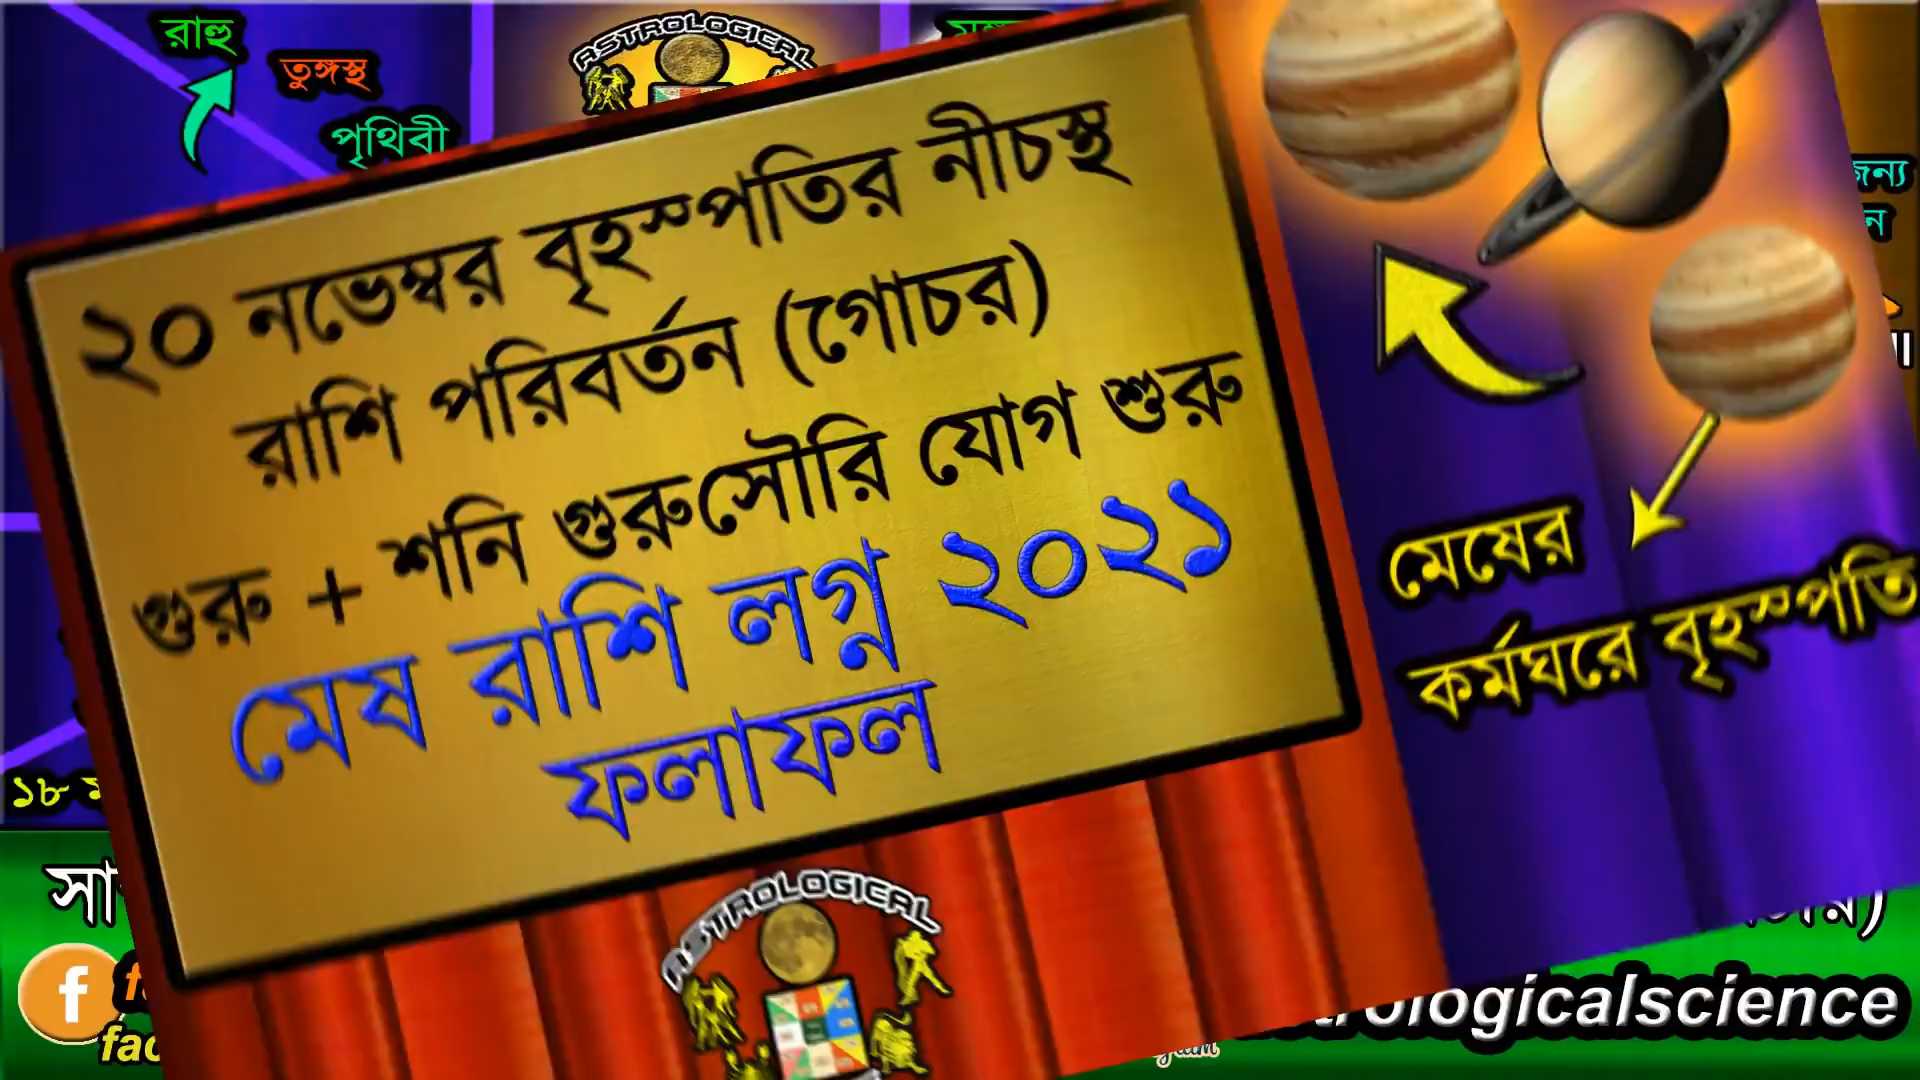 রাহু
তুঙ্গস্থ
পৃথিবী
ASTROLOGICAL
২০ নভেম্বর বৃহস্পতির নীচস্থ
রাশি পরিবর্তন (গোচর)
গুরু + শনি গুরুসৌরি যোগ শুরু
মেষ রাশি লগ্ন ২০২১
ফলাফল
মেষের
কর্মঘরে বৃহস্পতি
১৮
ASTROLOGICAL
f